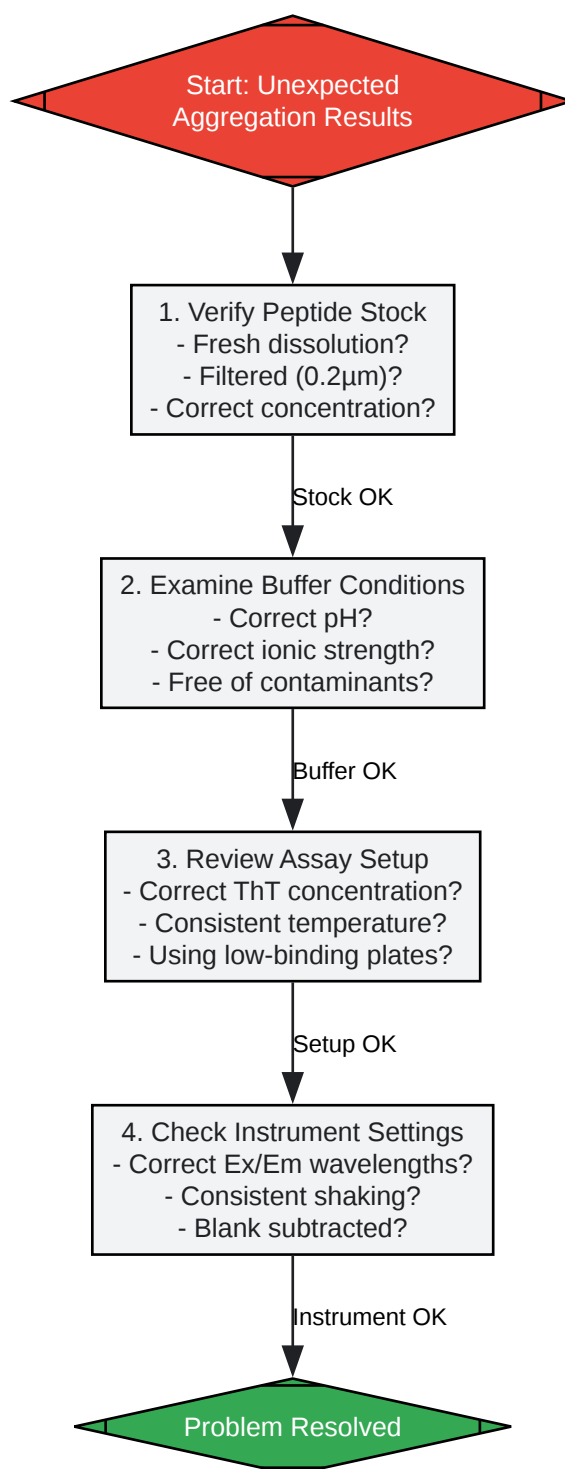 Start: Unexpected
Aggregation Results
1. Verify Peptide Stock
- Fresh dissolution?
- Filtered (0.2µm)?
- Correct concentration?
Stock OK
2. Examine Buffer Conditions
- Correct pH?
- Correct ionic strength?
- Free of contaminants?
Buffer OK
3. Review Assay Setup
- Correct ThT concentration?
- Consistent temperature?
- Using low-binding plates?
Setup OK
4. Check Instrument Settings
- Correct Ex/Em wavelengths?
- Consistent shaking?
- Blank subtracted?
Instrument OK
Problem Resolved